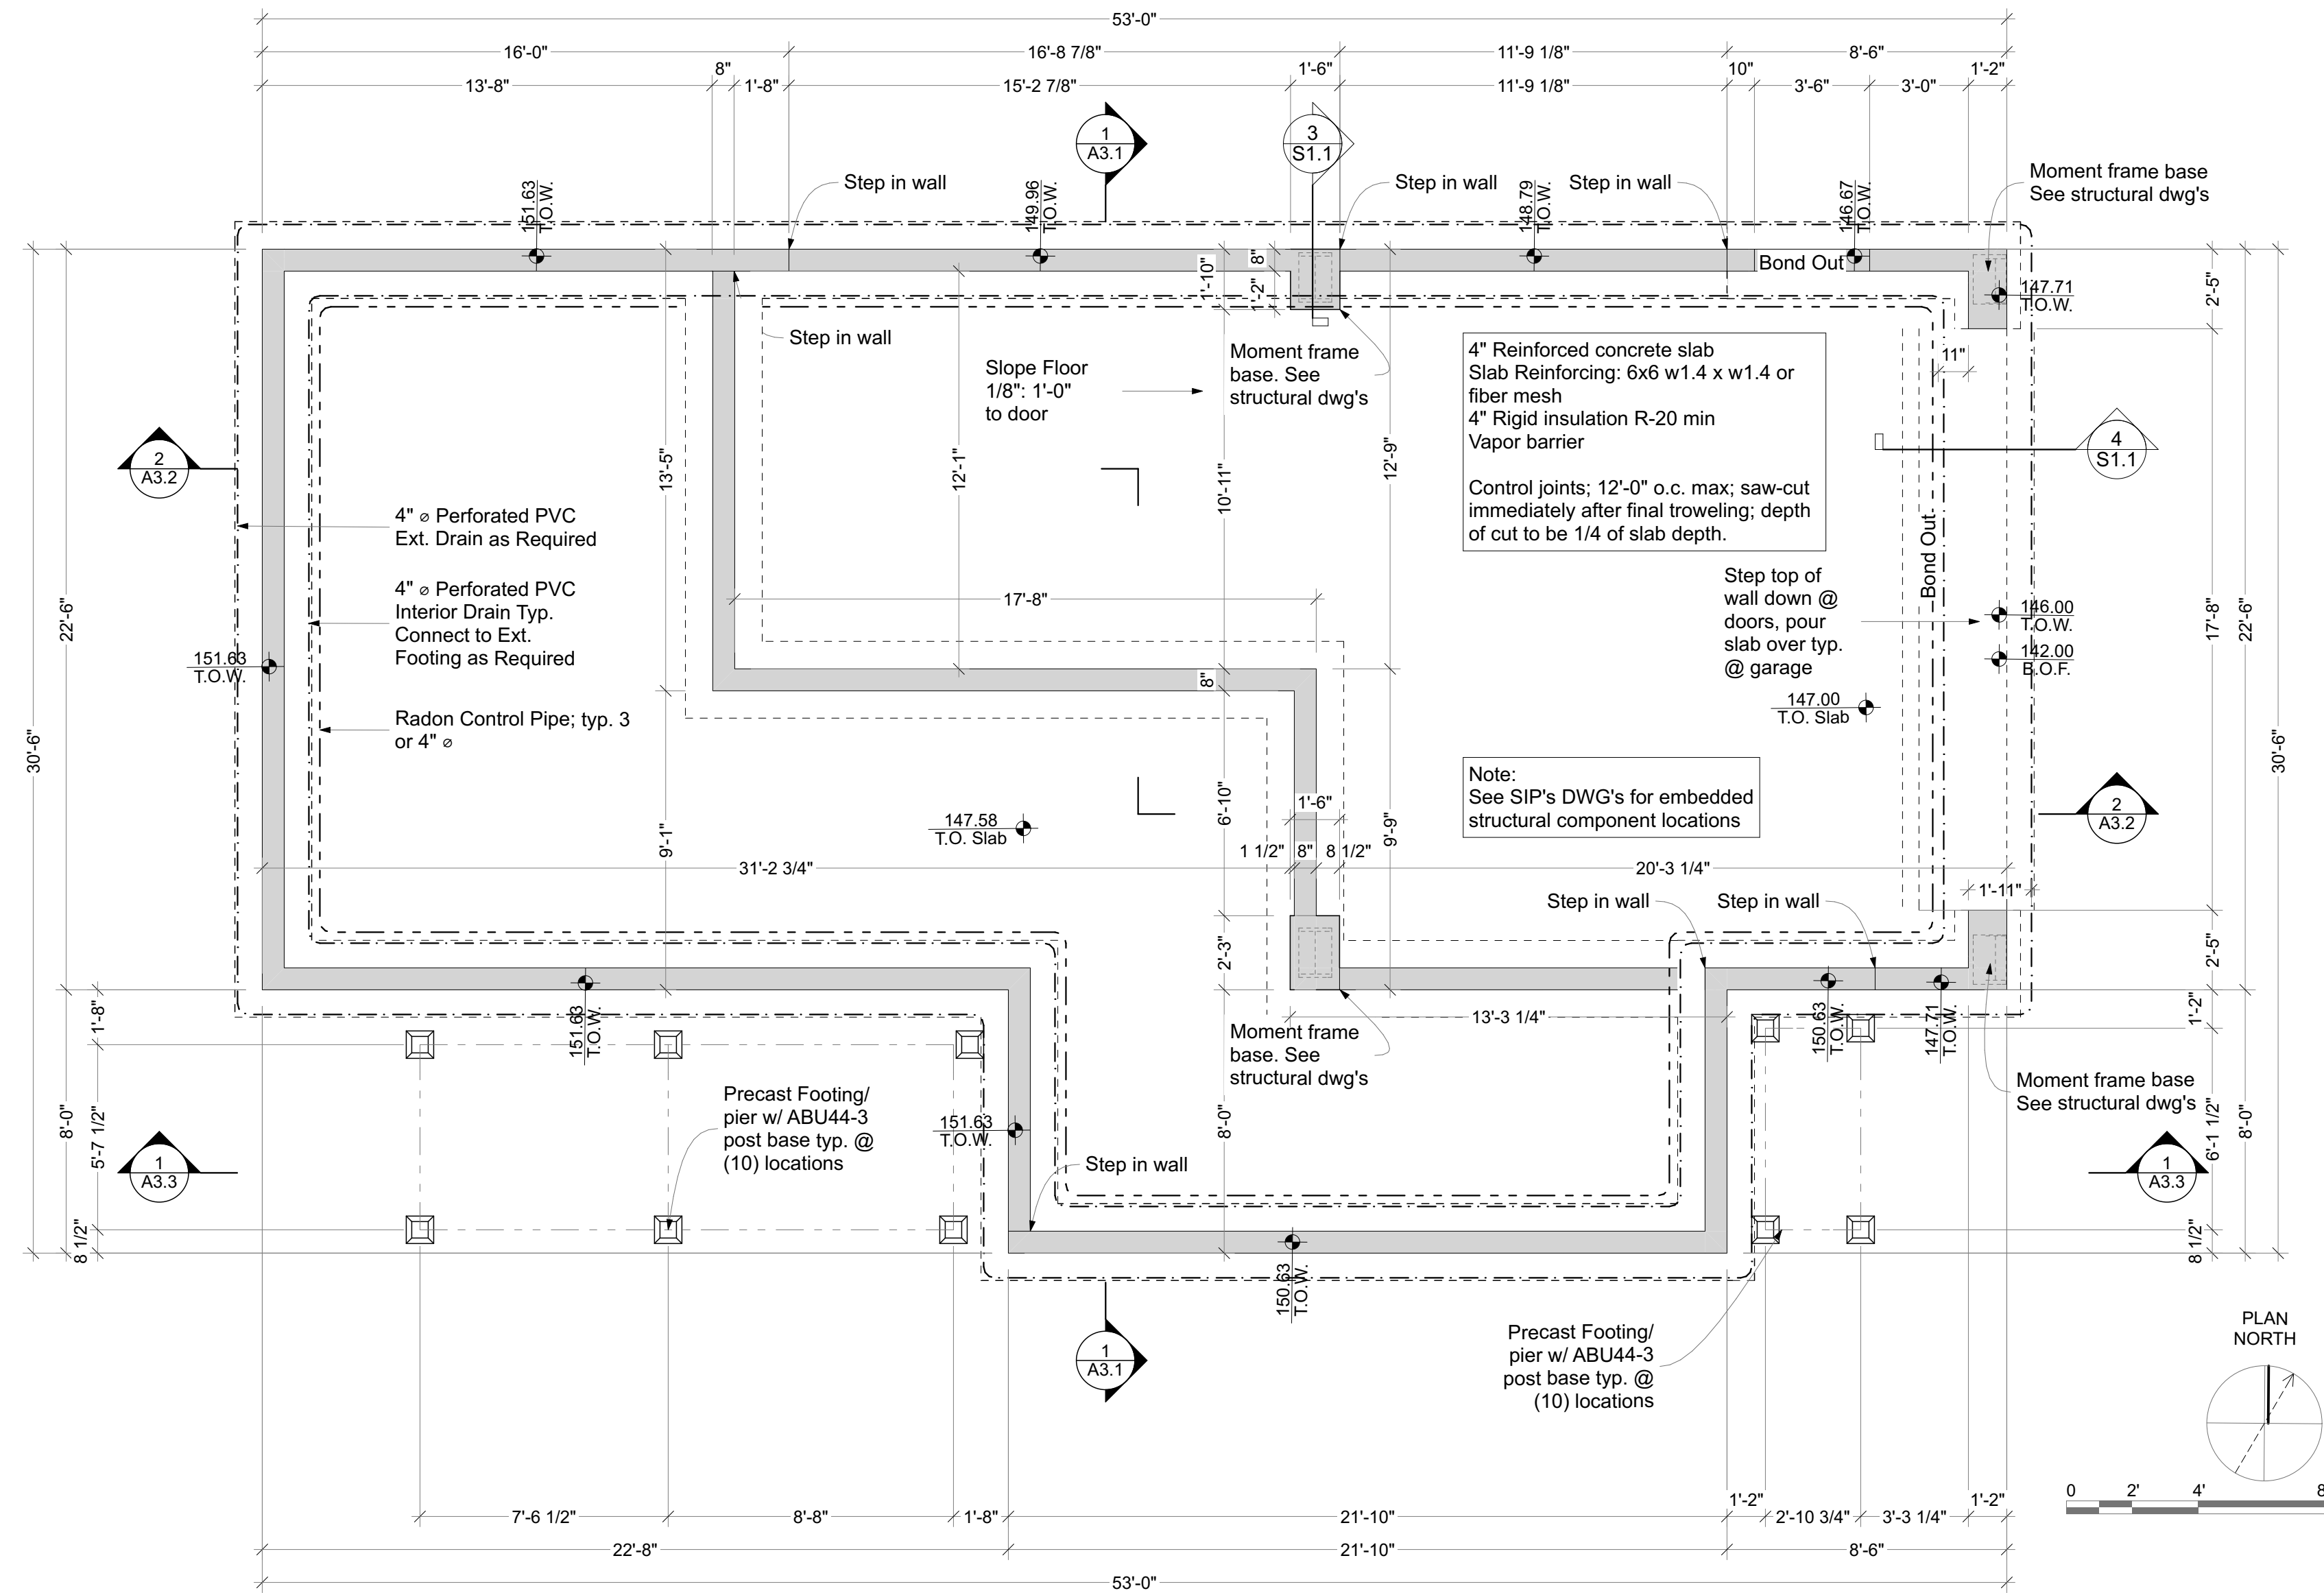 53'-0"
16'-0"
16'-8 7/8"
11'-9 1/8"
8'-6"
13'-8"
8"
1'-8"
15'-2 7/8"
1'-6"
11'-9 1/8"
10"
3'-6"
3'-0"
1'-2"
1
A3.1
3
S1.1
Step in wall
Step in wall
Step in wall
Moment frame base
See structural dwg's
151.63
T.O.W.
149.96
T.O.W.
148.79
T.O.W.
146.67
T.O.W.
Bond Out
147.71
T.O.W.
1'-10"
8"
1'-2"
2'-5"
Step in wall
Slope Floor
1/8": 1'-0"
to door
Moment frame
base. See
structural dwg's
4" Reinforced concrete slab
Slab Reinforcing: 6x6 w1.4 x w1.4 or
fiber mesh
4" Rigid insulation R-20 min
Vapor barrier
Control joints; 12'-0" o.c. max; saw-cut
immediately after final troweling; depth
of cut to be 1/4 of slab depth.
11"
2
A3.2
4
S1.1
13'-5"
12'-1"
10'-11"
12'-9"
4" ⌀ Perforated PVC
Ext. Drain as Required
4" ⌀ Perforated PVC
Interior Drain Typ.
Connect to Ext.
Footing as Required
Radon Control Pipe; typ. 3
or 4" ⌀
Bond Out
17'-8"
Step top of
wall down @
doors, pour
slab over typ.
@ garage
146.00
T.O.W.
142.00
B.O.F.
147.00
T.O. Slab
22'-6"
30'-6"
151.63
T.O.W.
8"
17'-8"
22'-6"
30'-6"
Note:
See SIP's DWG's for embedded
structural component locations
2
A3.2
147.58
T.O. Slab
9'-1"
6'-10"
1'-6"
9'-9"
1 1/2"
8"
8 1/2"
31'-2 3/4"
20'-3 1/4"
1'-11"
Step in wall
Step in wall
2'-3"
2'-5"
151.63
T.O.W.
13'-3 1/4"
150.63
T.O.W.
147.71
T.O.W.
1'-8"
1'-2"
Moment frame
base. See
structural dwg's
Moment frame base
See structural dwg's
Precast Footing/
pier w/ ABU44-3
post base typ. @
(10) locations
151.63
T.O.W.
8'-0"
5'-7 1/2"
8 1/2"
8'-0"
6'-1 1/2"
8'-0"
8 1/2"
1
A3.3
1
A3.3
Step in wall
150.63
T.O.W.
1
A3.1
Precast Footing/
pier w/ ABU44-3
post base typ. @
(10) locations
PLAN
NORTH
0
2'
4'
8
7'-6 1/2"
8'-8"
1'-8"
21'-10"
1'-2"
2'-10 3/4"
3'-3 1/4"
1'-2"
22'-8"
21'-10"
8'-6"
53'-0"